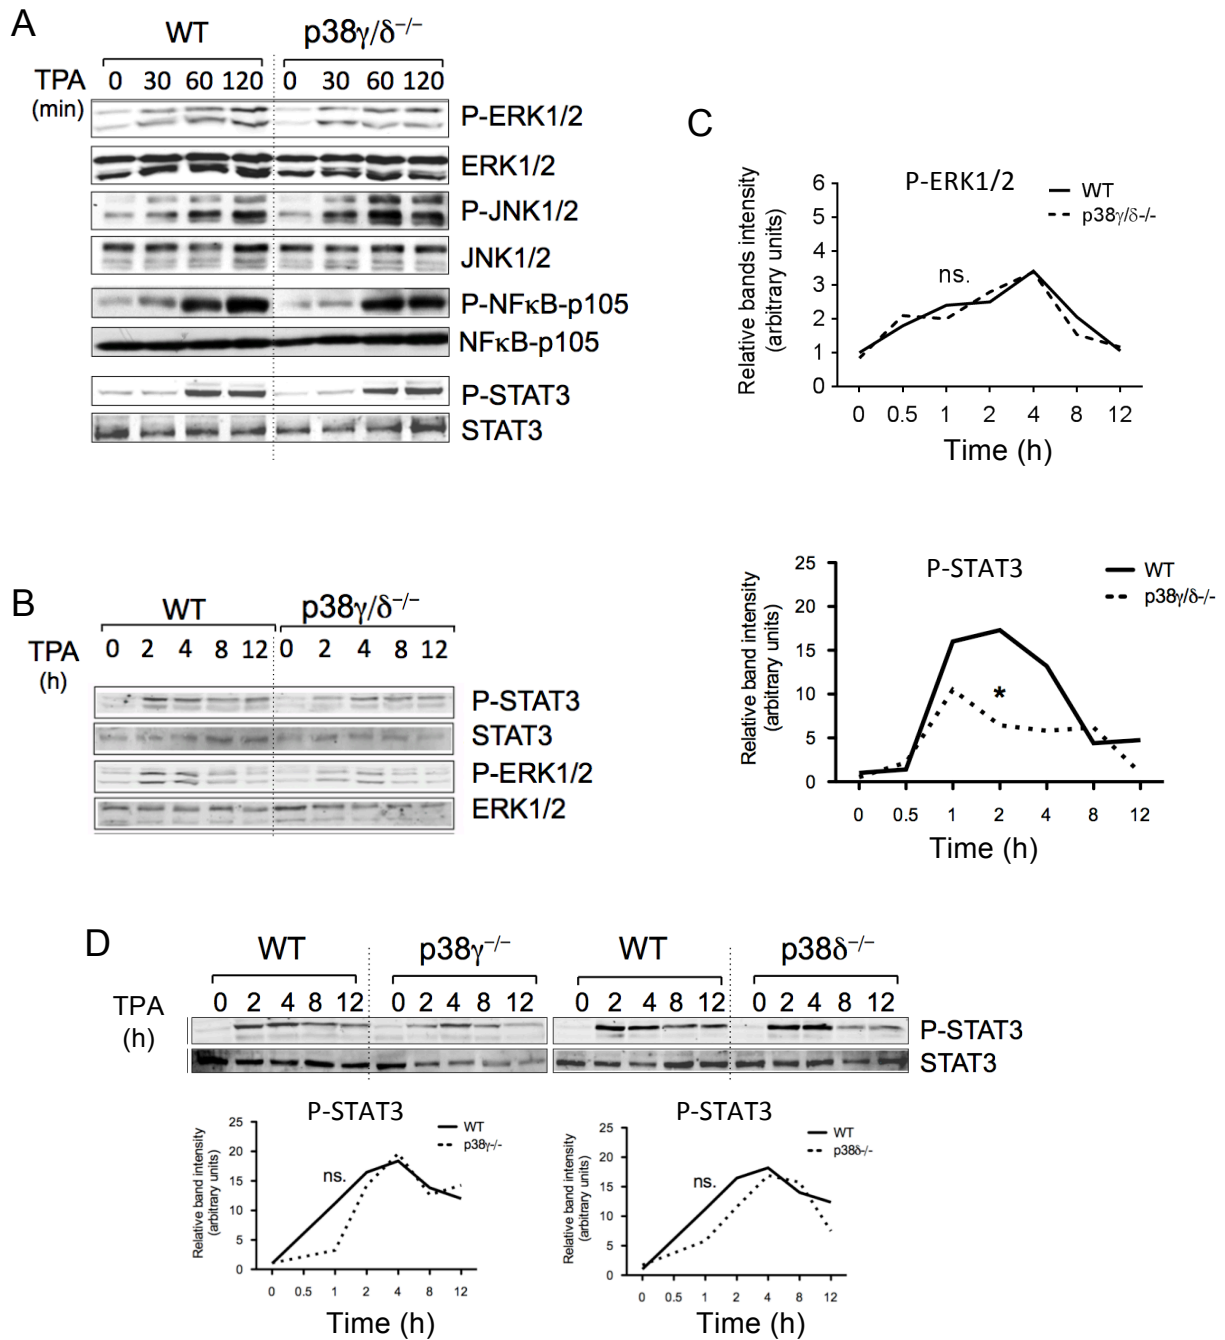 A
WT p38γ/δ⁻/⁻
TPA (min) 0 30 60 120 0 30 60 120
P-ERK1/2
ERK1/2
P-JNK1/2
JNK1/2
P-NFκB-p105
NFκB-p105
P-STAT3
STAT3
B
WT p38γ/δ⁻/⁻
TPA (h) 0 2 4 8 12 0 2 4 8 12
P-STAT3
STAT3
P-ERK1/2
ERK1/2
C
P-ERK1/2
WT
p38γ/δ-/-
Relative bands intensity
(arbitrary units)
6
5
4
3
2
1
0
ns.
0 0.5 1 2 4 8 12
Time (h)
P-STAT3
WT
p38γ/δ-/-
Relative band intensity
(arbitrary units)
25
20
15
10
5
0
*
0 0.5 1 2 4 8 12
Time (h)
D
WT p38γ⁻/⁻ WT p38δ⁻/⁻
TPA (h) 0 2 4 8 12 0 2 4 8 12 0 2 4 8 12 0 2 4 8 12
P-STAT3
STAT3
P-STAT3
WT
p38γ-/-
Relative band intensity
(arbitrary units)
25
20
15
10
5
0
ns.
0 0.5 1 2 4 8 12
Time (h)
P-STAT3
WT
p38δ-/-
Relative band intensity
(arbitrary units)
25
20
15
10
5
0
ns.
0 0.5 1 2 4 8 12
Time (h)